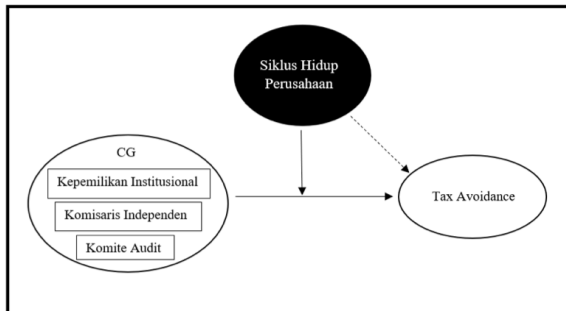 Siklus Hidup
Perusahaan
CG
Kepemilikan Institusional
Komisaris Independen
Komite Audit
Tax Avoidance